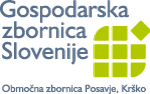 Gospodarska
zbornica
Slovenije
Območna zbornica Posavje, Krško